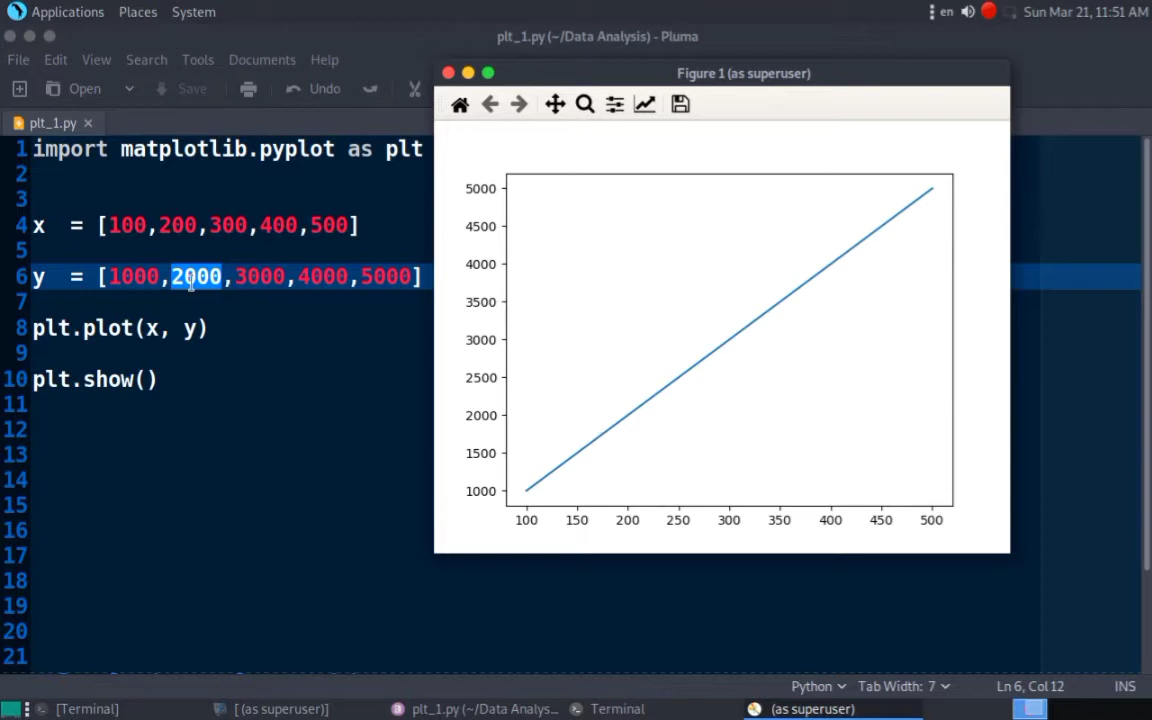 Applications Places System en Sun Mar 21, 11:51 AM
plt_1.py (~/Data Analysis) - Pluma
File Edit View Search Tools Documents Help
Open Save Undo
plt_1.py ×
1 import matplotlib.pyplot as plt
2
3
4 x = [100,200,300,400,500]
5
6 y = [1000,2000,3000,4000,5000]
7
8 plt.plot(x, y)
9
10 plt.show()
11
12
13
14
15
16
17
18
19
20
21
Figure 1 (as superuser)
5000
4500
4000
3500
3000
2500
2000
1500
1000
100 150 200 250 300 350 400 450 500
Python Tab Width: 7 Ln 6, Col 12 INS
[Terminal] [ (as superuser)] plt_1.py (~/Data Analys... Terminal (as superuser)